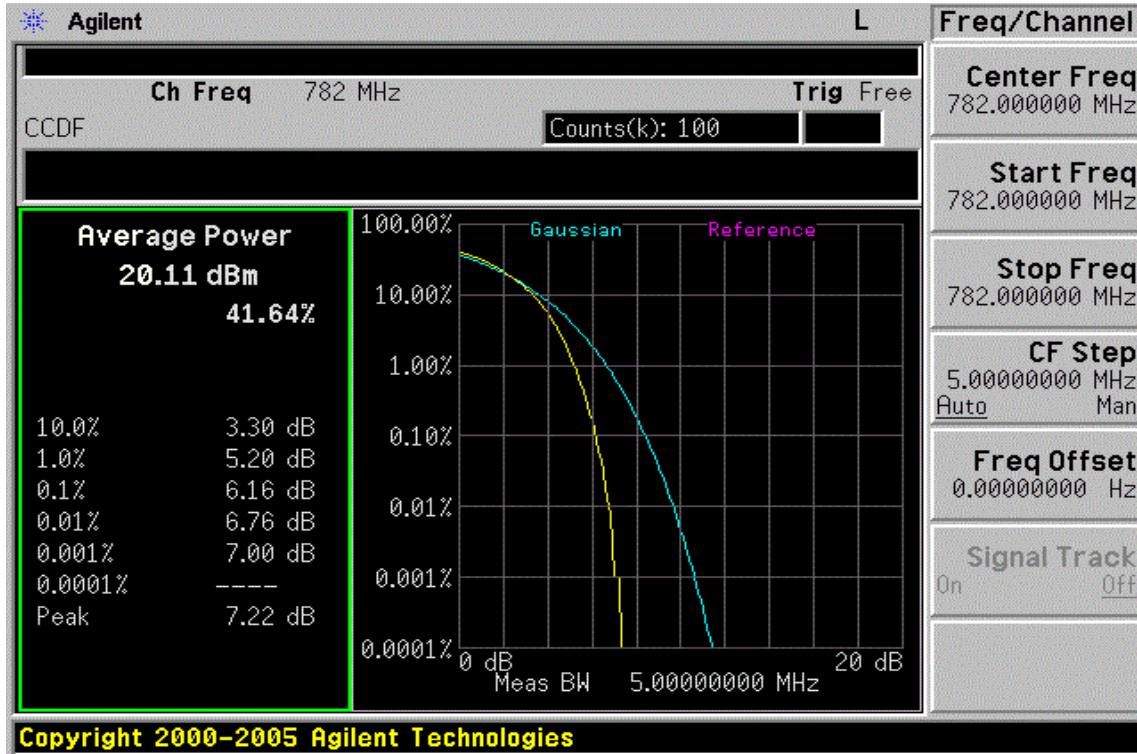 Agilent L Freq/Channel
Ch Freq 782 MHz Trig Free
CCDF Counts(k): 100
Average Power
20.11 dBm
41.64%
10.0% 3.30 dB
1.0% 5.20 dB
0.1% 6.16 dB
0.01% 6.76 dB
0.001% 7.00 dB
0.0001% ----
Peak 7.22 dB
Gaussian Reference
100.00%
10.00%
1.00%
0.10%
0.01%
0.001%
0.0001%
0 dB 20 dB
Meas BW 5.00000000 MHz
Center Freq
782.000000 MHz
Start Freq
782.000000 MHz
Stop Freq
782.000000 MHz
CF Step
5.00000000 MHz
Auto Man
Freq Offset
0.00000000 Hz
Signal Track
On Off
Copyright 2000-2005 Agilent Technologies